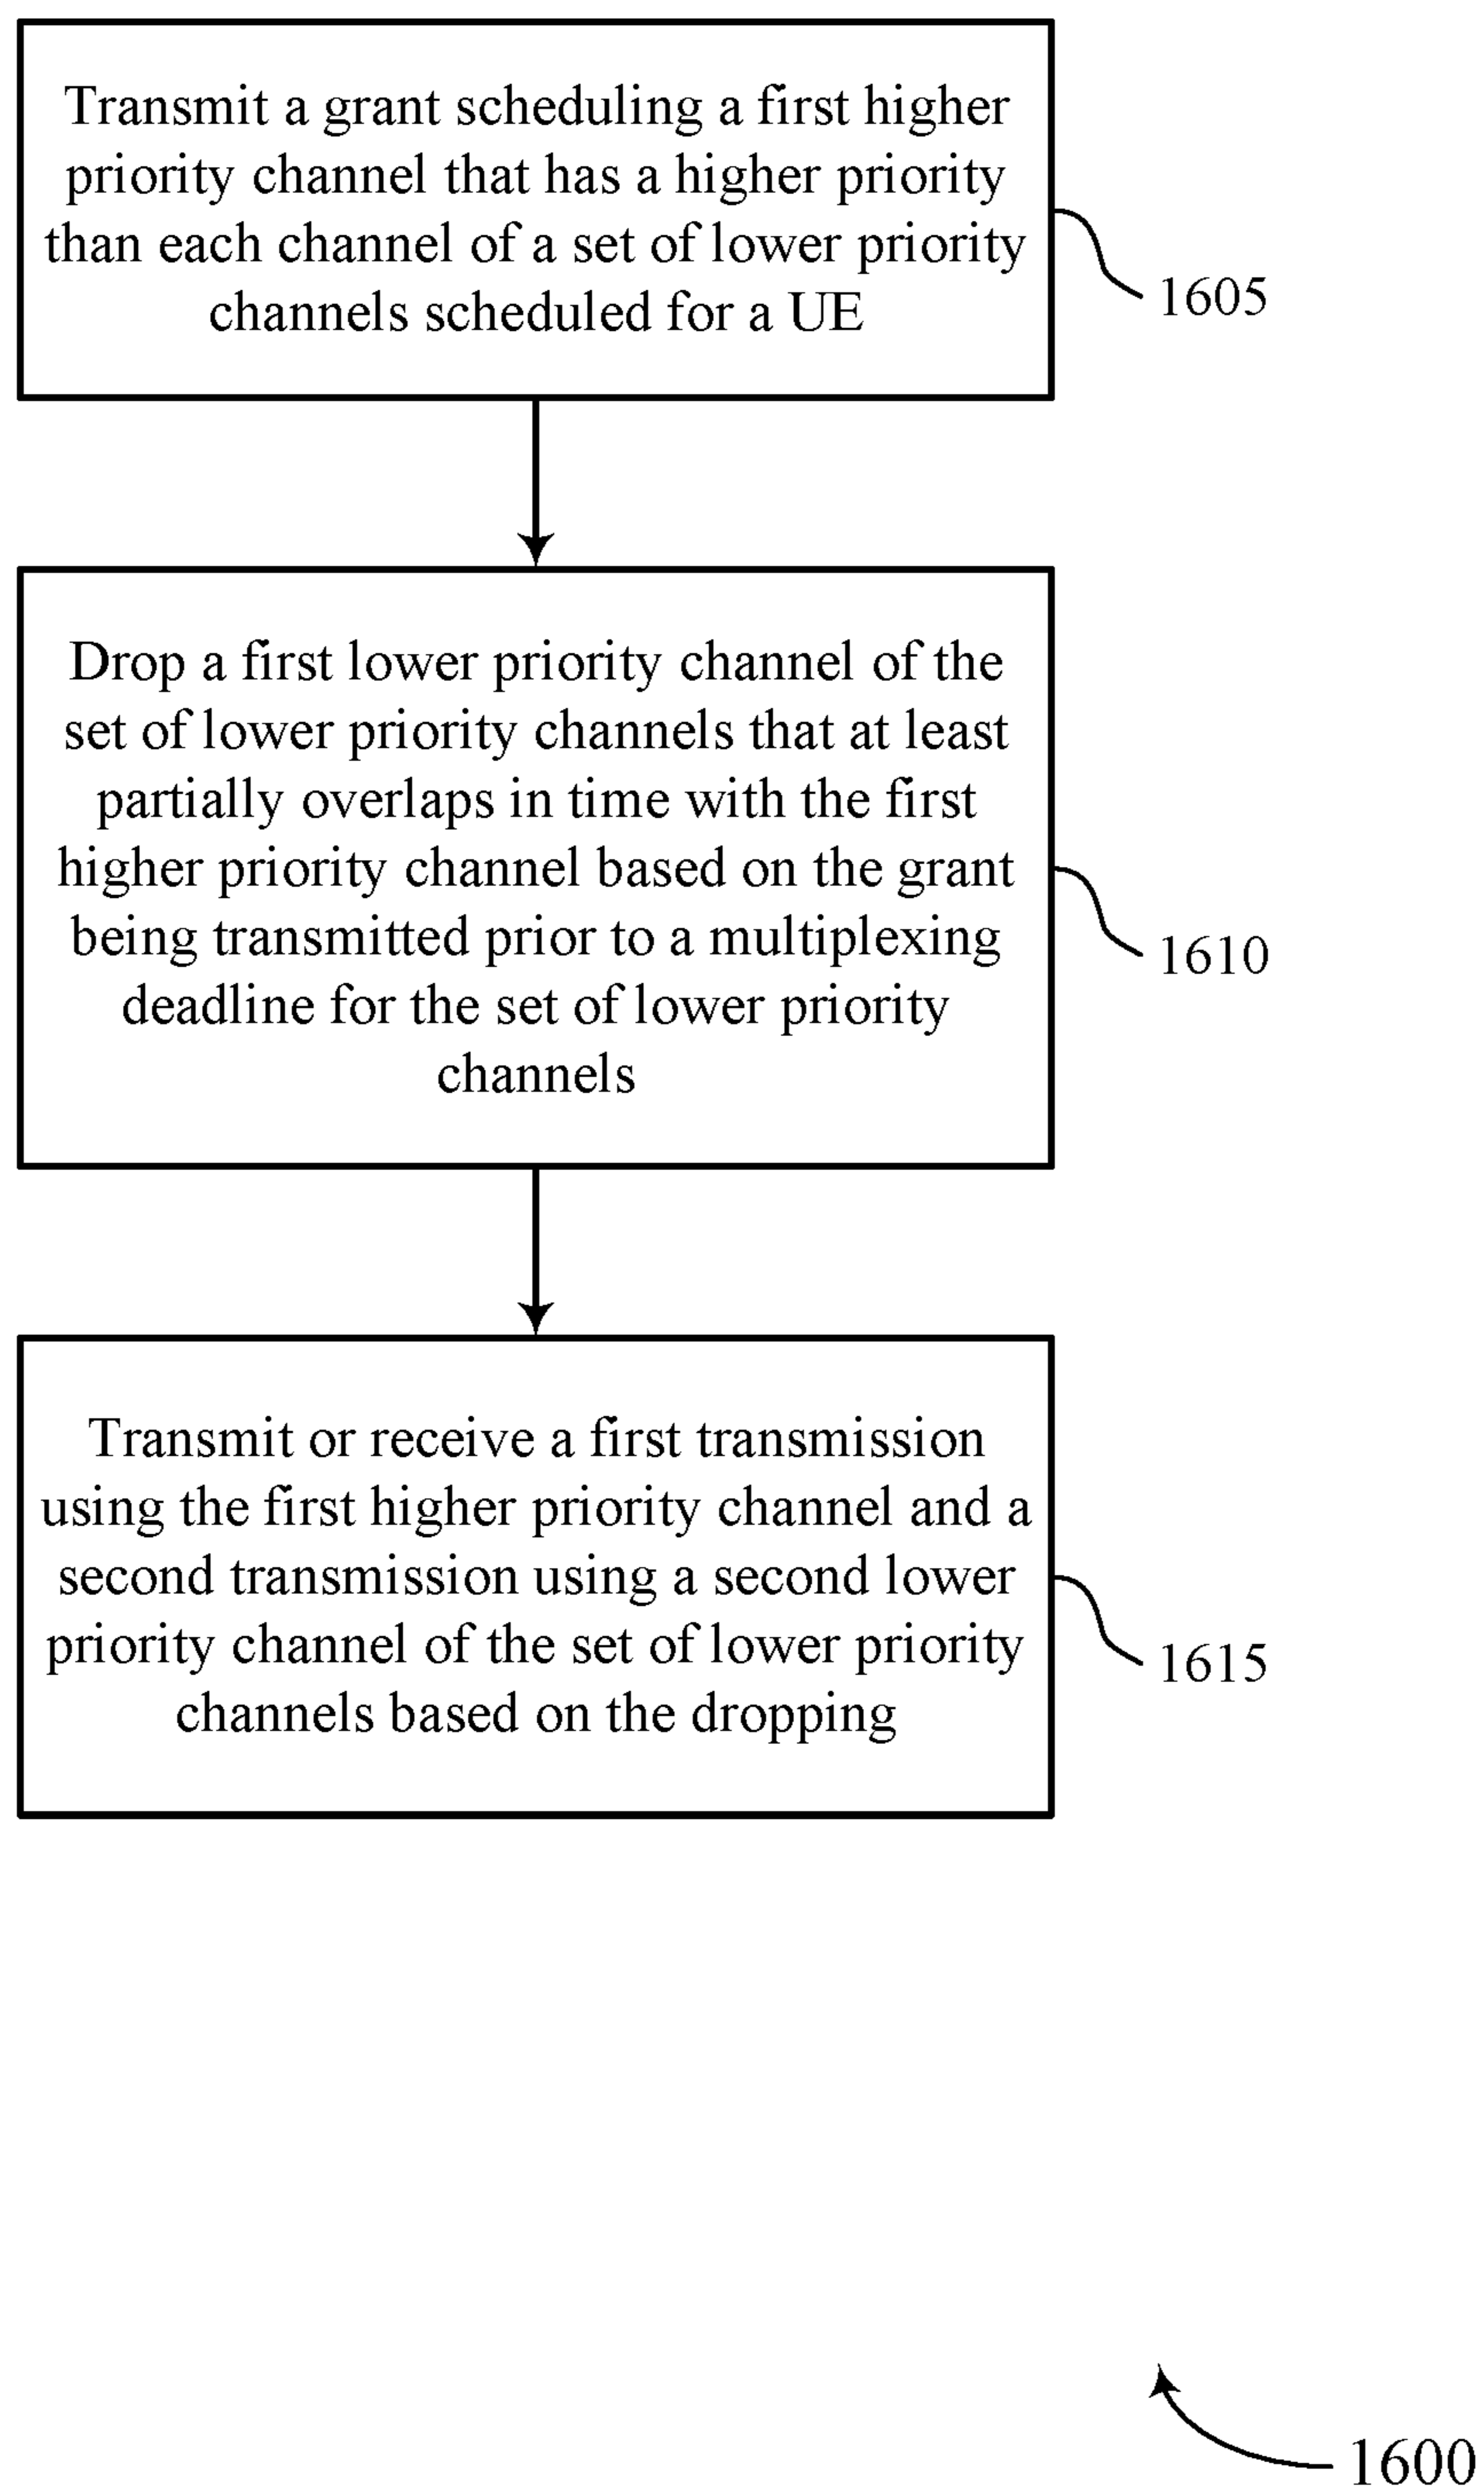 Transmit a grant scheduling a first higher
priority channel that has a higher priority
than each channel of a set of lower priority
channels scheduled for a UE
1605
Drop a first lower priority channel of the
set of lower priority channels that at least
partially overlaps in time with the first
higher priority channel based on the grant
being transmitted prior to a multiplexing
deadline for the set of lower priority
channels
1610
Transmit or receive a first transmission
using the first higher priority channel and a
second transmission using a second lower
priority channel of the set of lower priority
channels based on the dropping
1615
1600